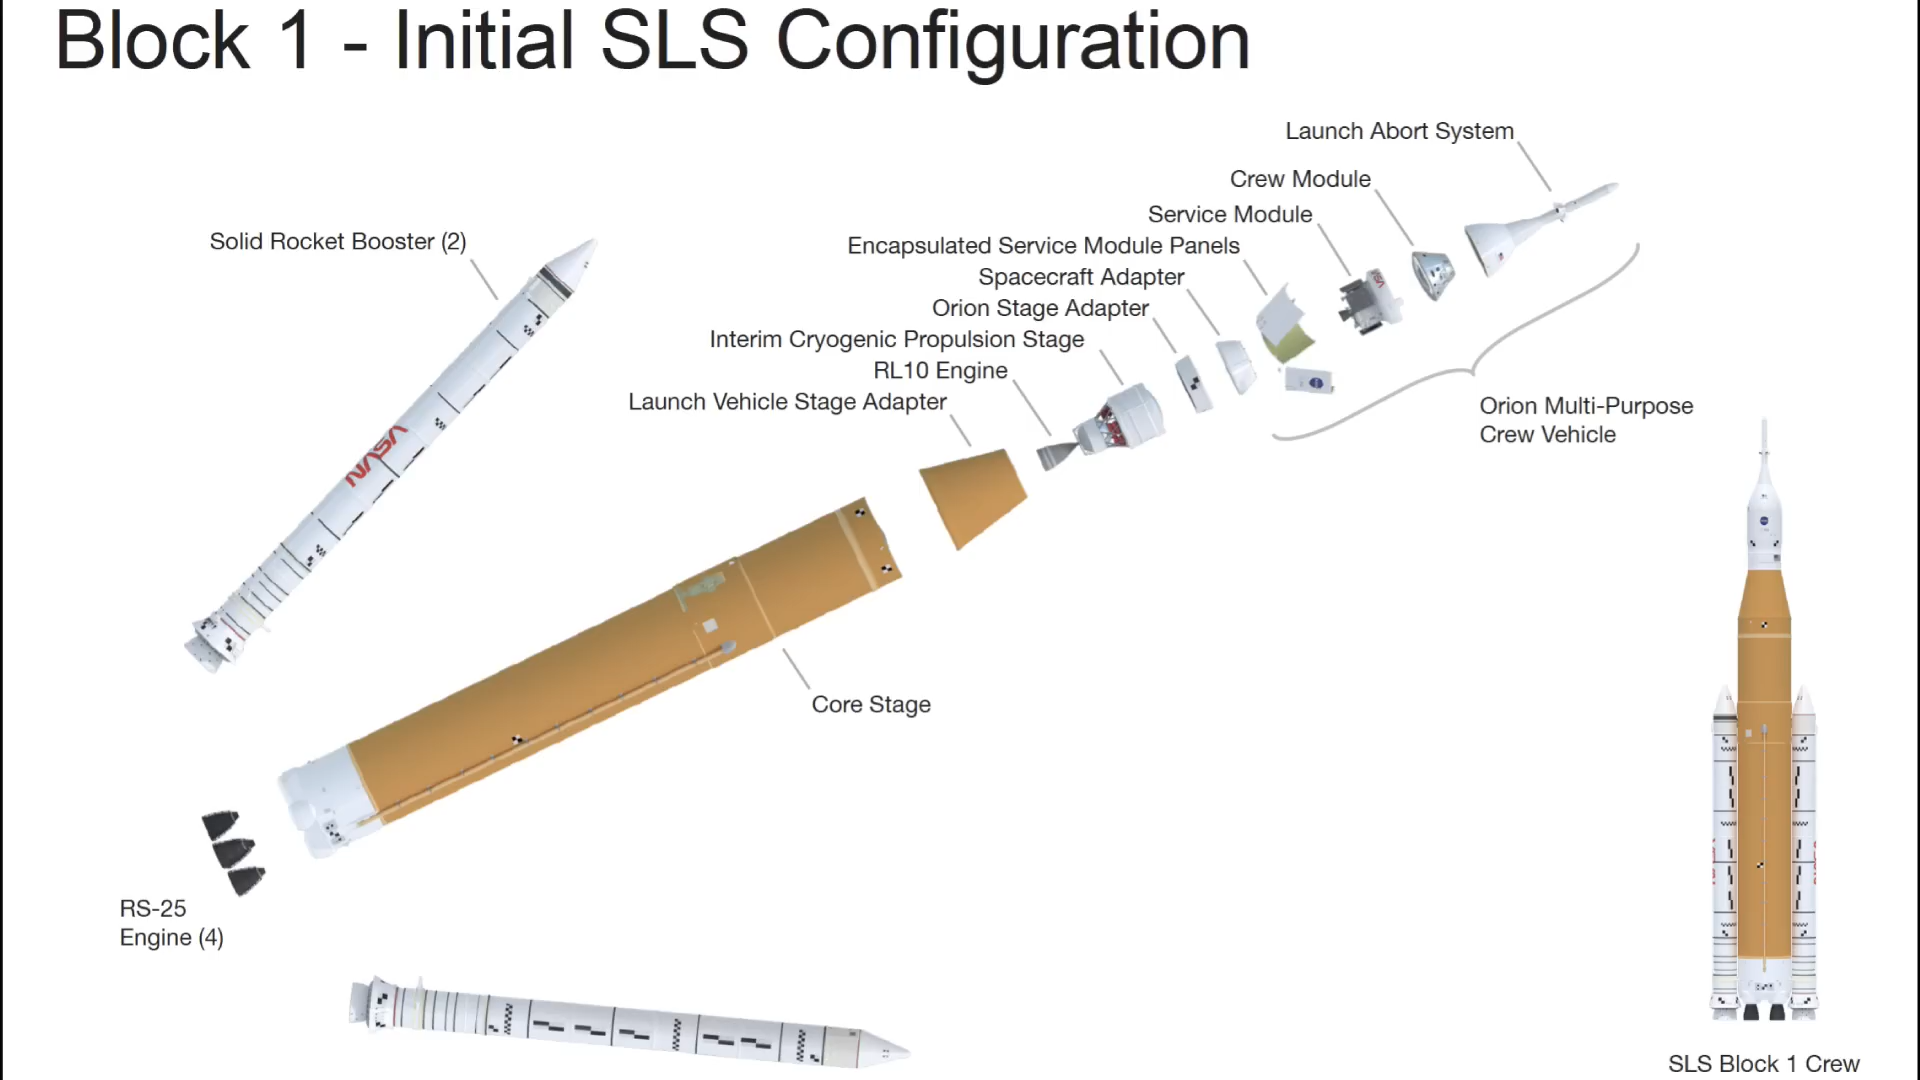 Block 1 - Initial SLS Configuration
Launch Abort System
Crew Module
Service Module
Solid Rocket Booster (2)
Encapsulated Service Module Panels
Spacecraft Adapter
Orion Stage Adapter
Interim Cryogenic Propulsion Stage
RL10 Engine
Launch Vehicle Stage Adapter
Orion Multi-Purpose
Crew Vehicle
NASA
Core Stage
RS-25
Engine (4)
SLS Block 1 Crew